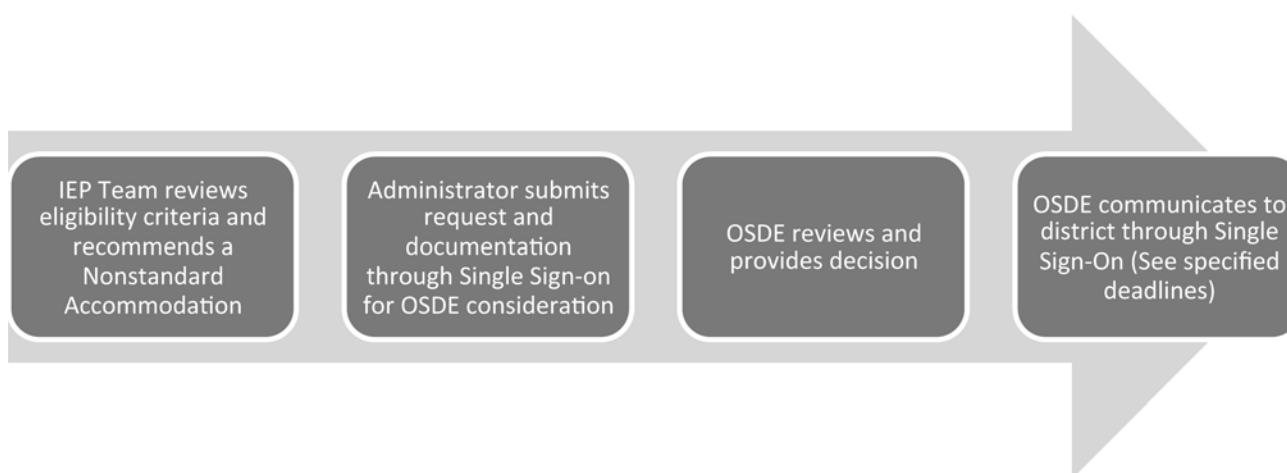 IEP Team reviews
eligibility criteria and
recommends a
Nonstandard
Accommodation
Administrator submits
request and
documentation
through Single Sign-on
for OSDE consideration
OSDE reviews and
provides decision
OSDE communicates to
district through Single
Sign-On (See specified
deadlines)